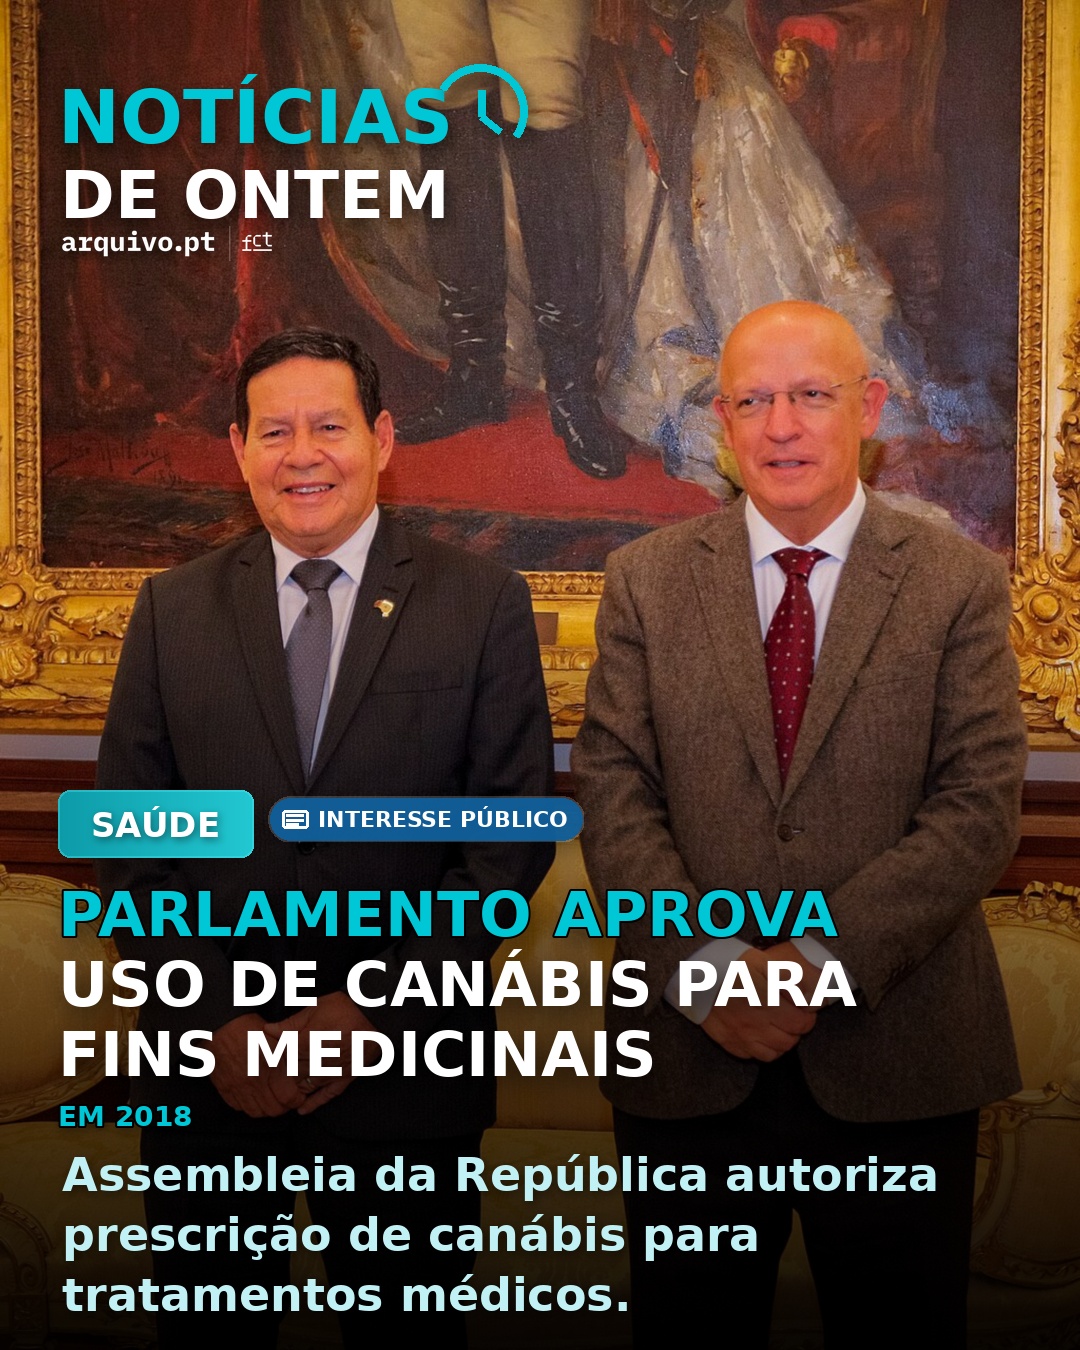 NOTÍCIAS
DE ONTEM
arquivo.pt | fct
SAÚDE
INTERESSE PÚBLICO
PARLAMENTO APROVA
USO DE CANÁBIS PARA
FINS MEDICINAIS
EM 2018
Assembleia da República autoriza
prescrição de canábis para
tratamentos médicos.